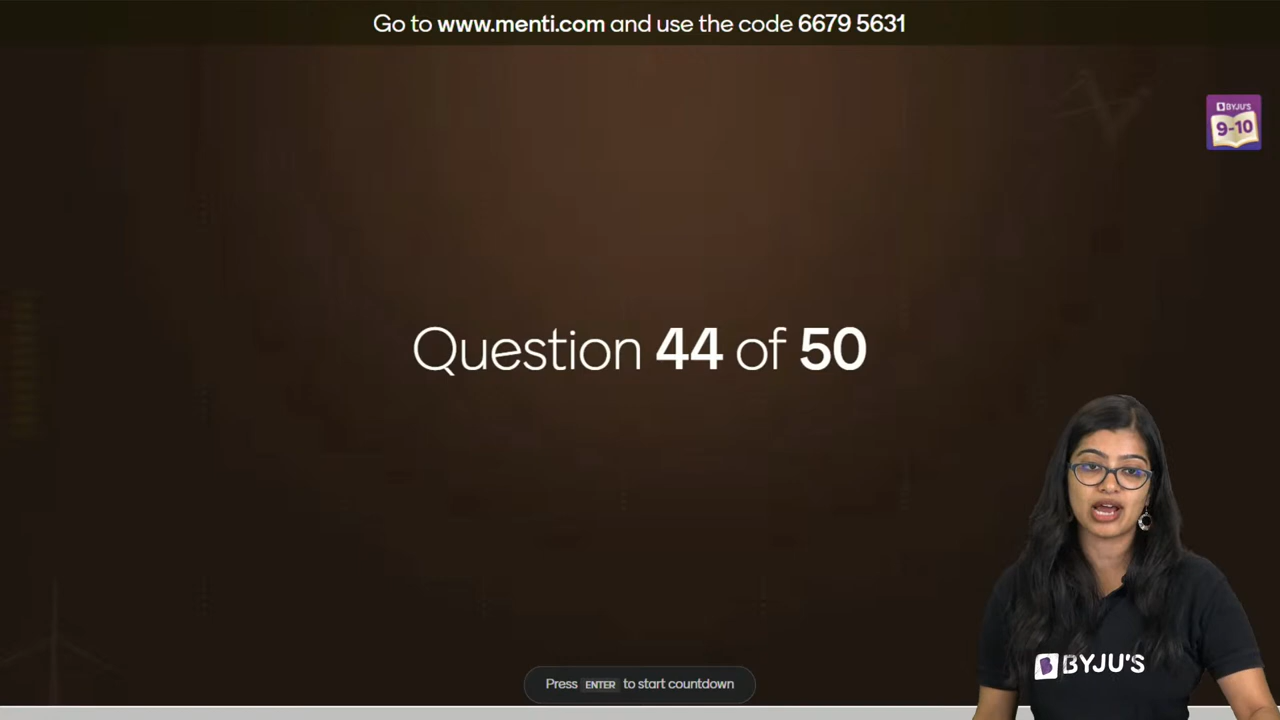 Go to www.menti.com and use the code 6679 5631
BYJU'S
9-10
Question 44 of 50
BYJU'S
Press ENTER to start countdown